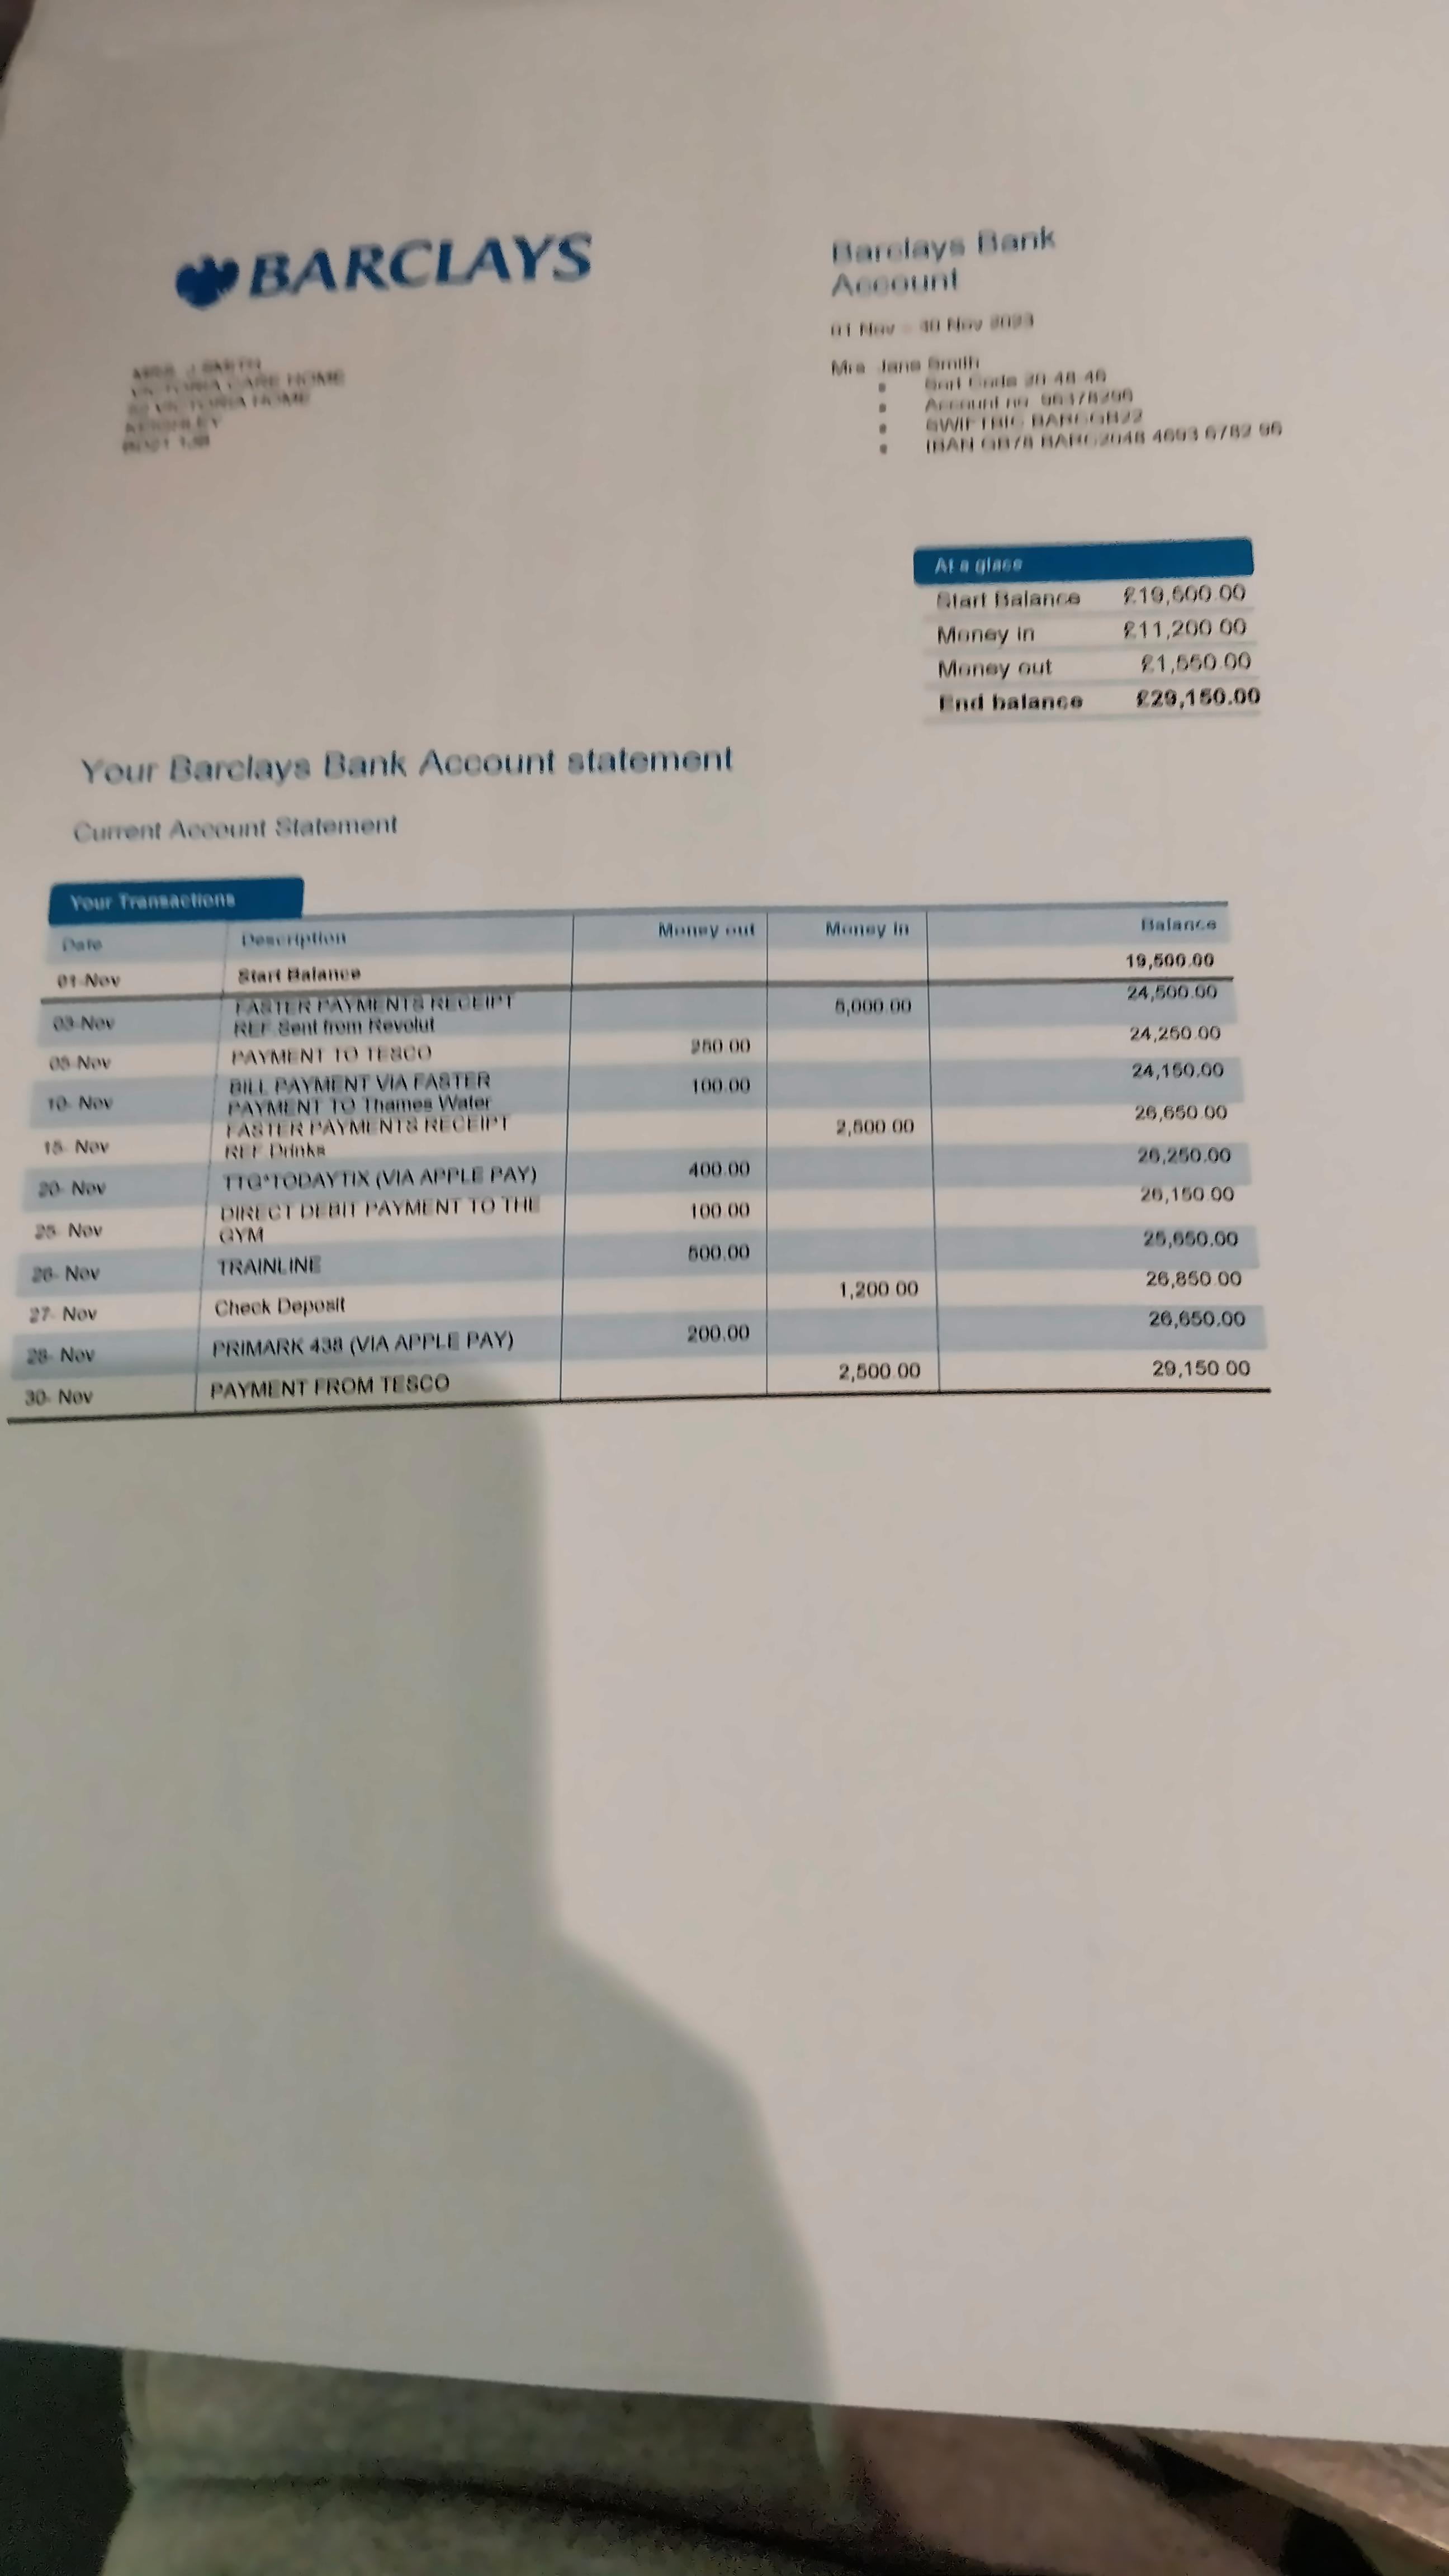 BARCLAYS
Barclays Bank
Account
01 Nov - 30 Nov 2023
MRS J SMITH
VICTORIA CARE HOME
VICTORIA HOME
KEIGHLEY
Mrs Jane Smith
Sort Code 20 48 46
Account no 96378296
SWIFTBIC BARCGB22
IBAN GB78 BARC2048 4693 6782 96
At a glace
Start Balance £19,500.00
Money in £11,200.00
Money out £1,550.00
End balance £29,150.00
Your Barclays Bank Account statement
Current Account Statement
Your Transactions
Date Description Money out Money in Balance
01-Nov Start Balance 19,500.00
03-Nov FASTER PAYMENTS RECEIPT 5,000.00 24,500.00
REF.Sent from Revolut
05-Nov PAYMENT TO TESCO 250.00 24,250.00
10- Nov BILL PAYMENT VIA FASTER 100.00 24,150.00
PAYMENT TO Thames Water
15- Nov FASTER PAYMENTS RECEIPT 2,500.00 26,650.00
REF Drinks
20- Nov TTG*TODAYTIX (VIA APPLE PAY) 400.00 26,250.00
25- Nov DIRECT DEBIT PAYMENT TO THE 100.00 26,150.00
GYM
26- Nov TRAINLINE 500.00 25,650.00
27- Nov Check Deposit 1,200.00 26,850.00
28- Nov PRIMARK 438 (VIA APPLE PAY) 200.00 26,650.00
30- Nov PAYMENT FROM TESCO 2,500.00 29,150.00